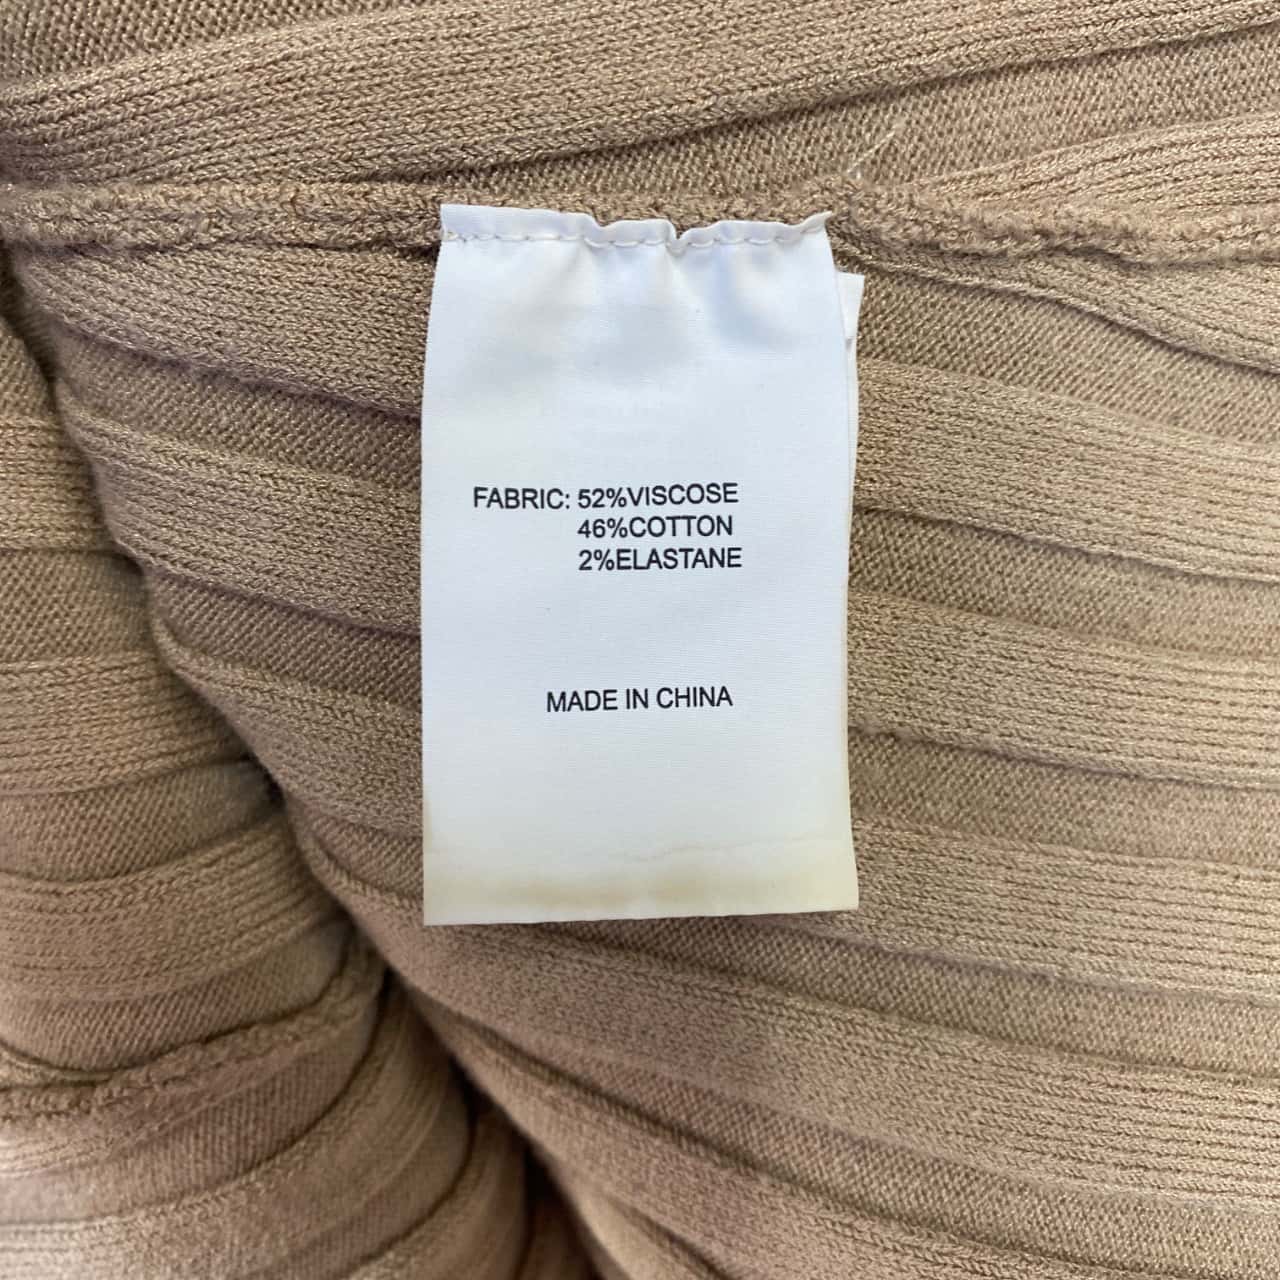 FABRIC: 52%VISCOSE
46%COTTON
2%ELASTANE
MADE IN CHINA